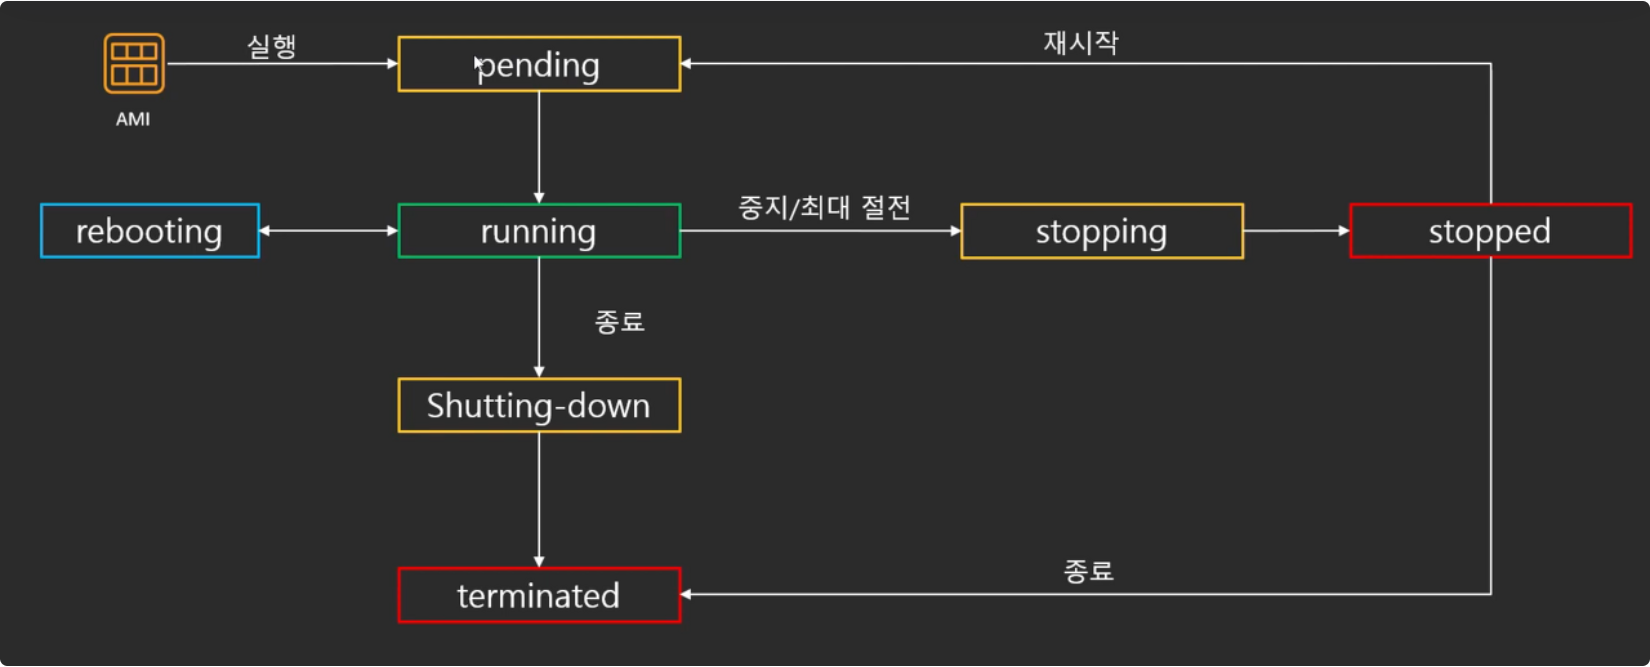 실행
pending
재시작
AMI
rebooting
running
중지/최대 절전
stopping
stopped
종료
Shutting-down
terminated
종료